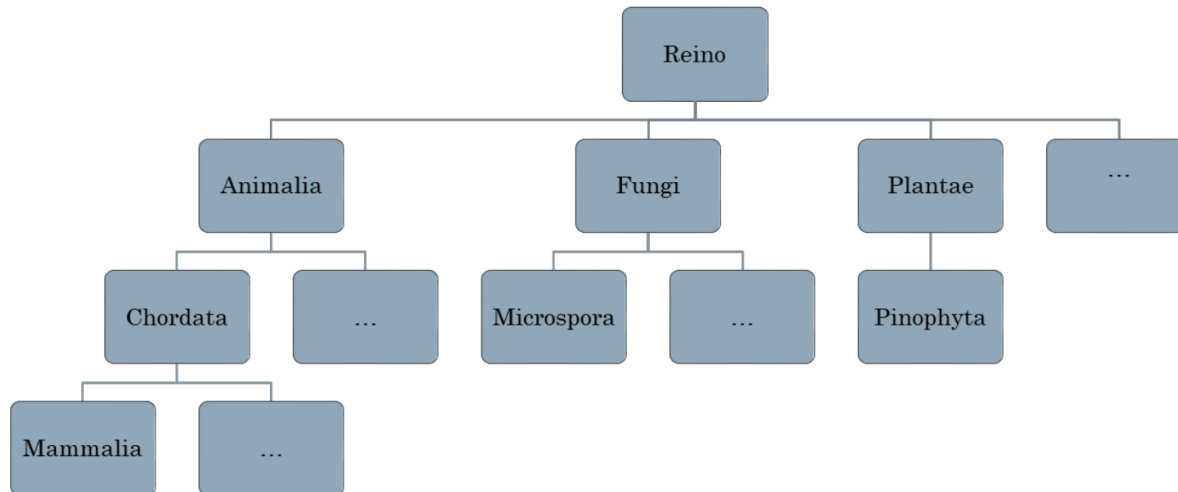 Reino
Animalia
Fungi
Plantae
...
Chordata
...
Microspora
...
Pinophyta
Mammalia
...